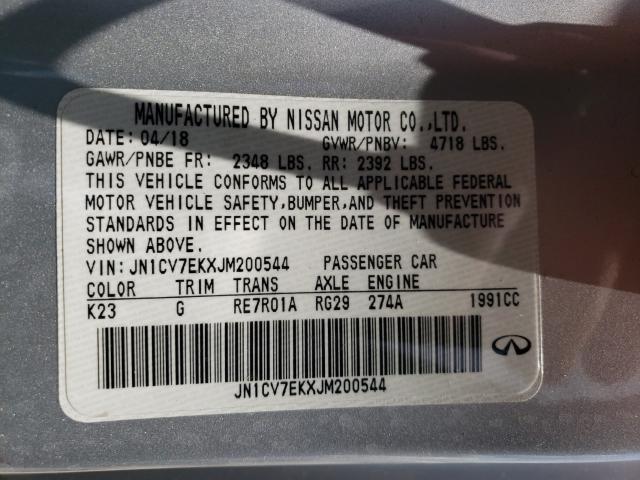 MANUFACTURED BY NISSAN MOTOR CO.,LTD.
DATE: 04/18 GVWR/PNBV: 4718 LBS.
GAWR/PNBE FR: 2348 LBS. RR: 2392 LBS.
THIS VEHICLE CONFORMS TO ALL APPLICABLE FEDERAL
MOTOR VEHICLE SAFETY,BUMPER,AND THEFT PREVENTION
STANDARDS IN EFFECT ON THE DATE OF MANUFACTURE
SHOWN ABOVE.
VIN: JN1CV7EKXJM200544 PASSENGER CAR
COLOR TRIM TRANS AXLE ENGINE
K23 G RE7R01A RG29 274A 1991CC
JN1CV7EKXJM200544